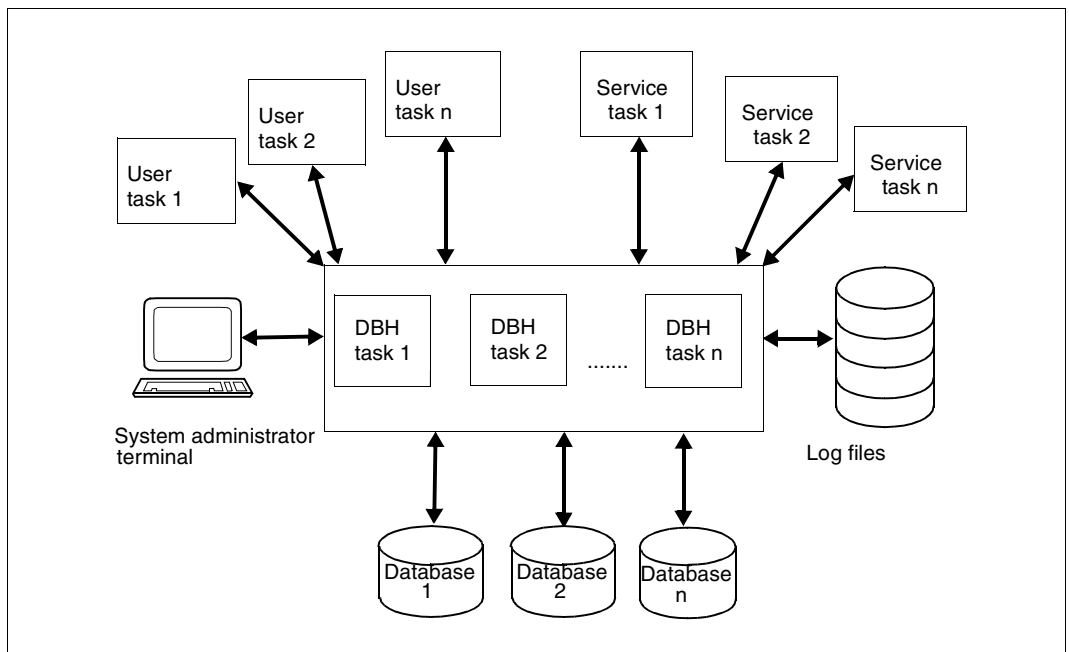 User
task 1
User
task 2
User
task n
Service
task 1
Service
task 2
Service
task n
DBH
task 1
DBH
task 2
.......
DBH
task n
System administrator
terminal
Log files
Database
1
Database
2
Database
n